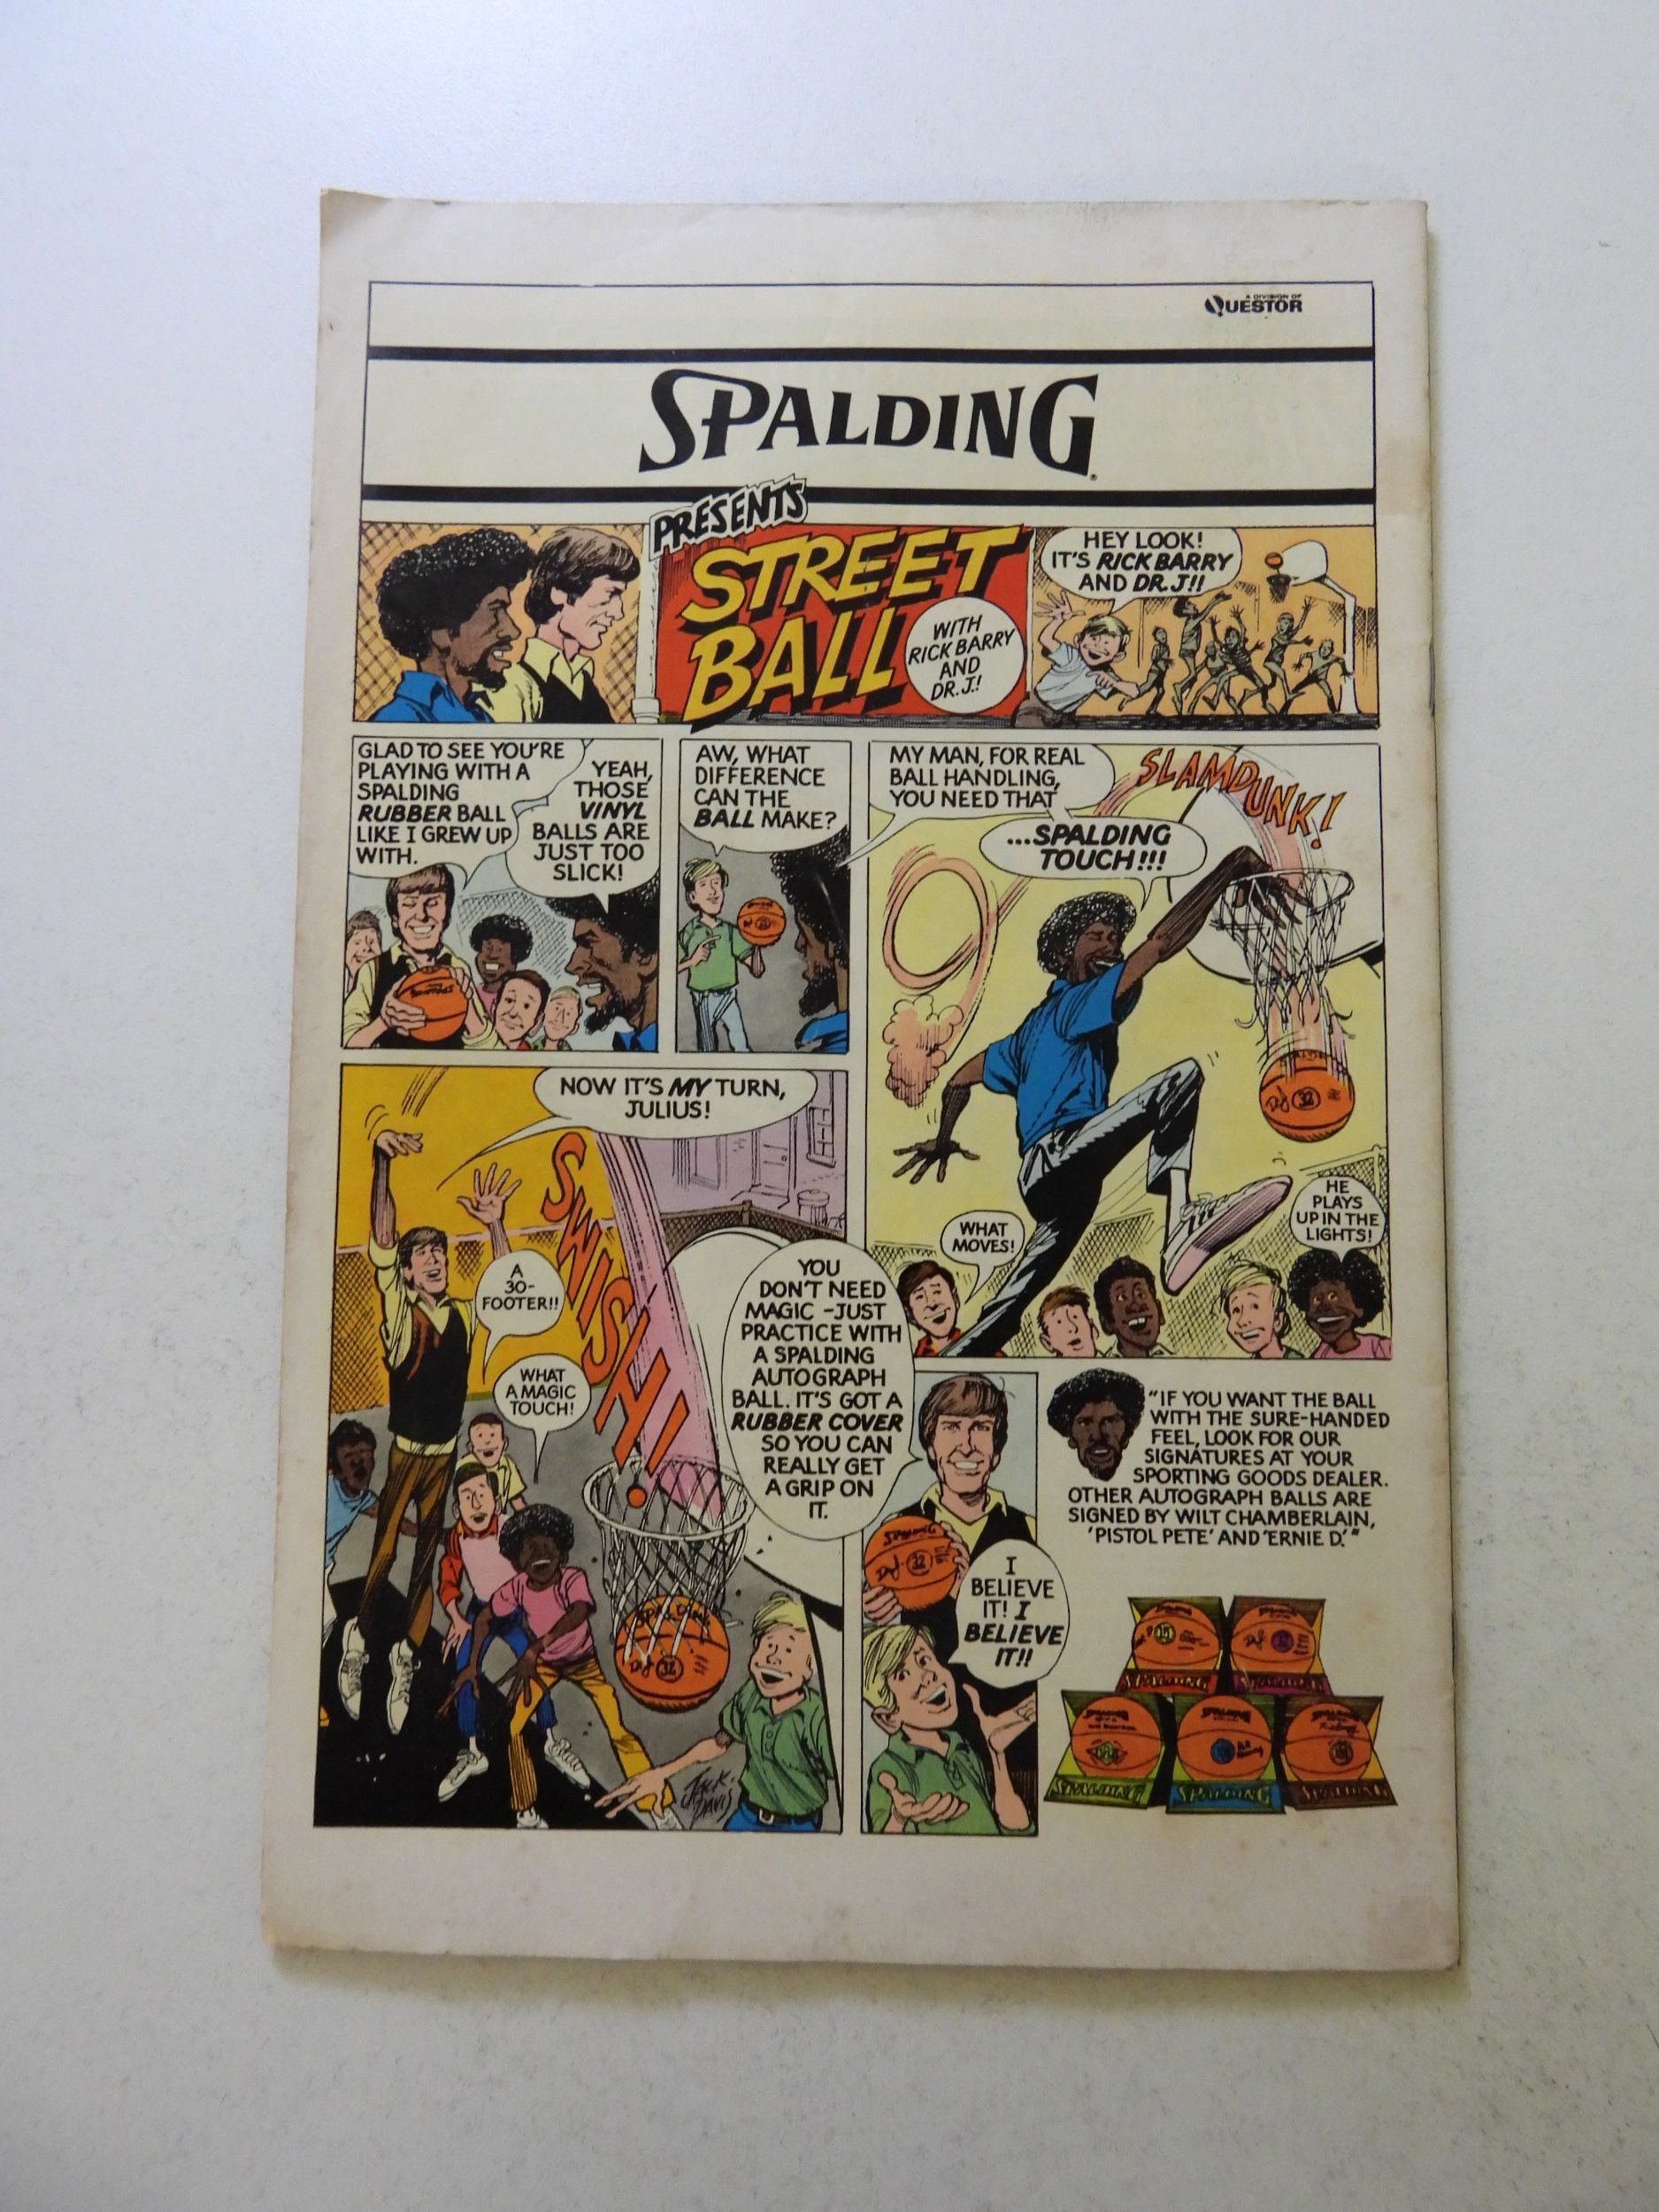 A DIVISION OF
QUESTOR
SPALDING
PRESENTS
STREET
BALL
WITH
RICK BARRY
AND
DR. J.!
HEY LOOK!
IT'S RICK BARRY
AND DR. J!!
GLAD TO SEE YOU'RE
PLAYING WITH A
SPALDING
RUBBER BALL
LIKE I GREW UP
WITH.
YEAH,
THOSE
VINYL
BALLS ARE
JUST TOO
SLICK!
AW, WHAT
DIFFERENCE
CAN THE
BALL MAKE?
MY MAN, FOR REAL
BALL HANDLING,
YOU NEED THAT
...SPALDING
TOUCH!!!
SLAMDUNK!
WHAT
MOVES!
HE
PLAYS
UP IN THE
LIGHTS!
NOW IT'S MY TURN,
JULIUS!
SWISH!
A
30-
FOOTER!!
WHAT
A MAGIC
TOUCH!
JACK
DAVIS
YOU
DON'T NEED
MAGIC -JUST
PRACTICE WITH
A SPALDING
AUTOGRAPH
BALL. IT'S GOT A
RUBBER COVER
SO YOU CAN
REALLY GET
A GRIP ON
IT.
SPALDING
Dr J 32
I
BELIEVE
IT! I
BELIEVE
IT!!
"IF YOU WANT THE BALL
WITH THE SURE-HANDED
FEEL, LOOK FOR OUR
SIGNATURES AT YOUR
SPORTING GOODS DEALER.
OTHER AUTOGRAPH BALLS ARE
SIGNED BY WILT CHAMBERLAIN,
'PISTOL PETE' AND 'ERNIE D.'"
SPALDING
SPALDING
SPALDING
SPALDING
SPALDING